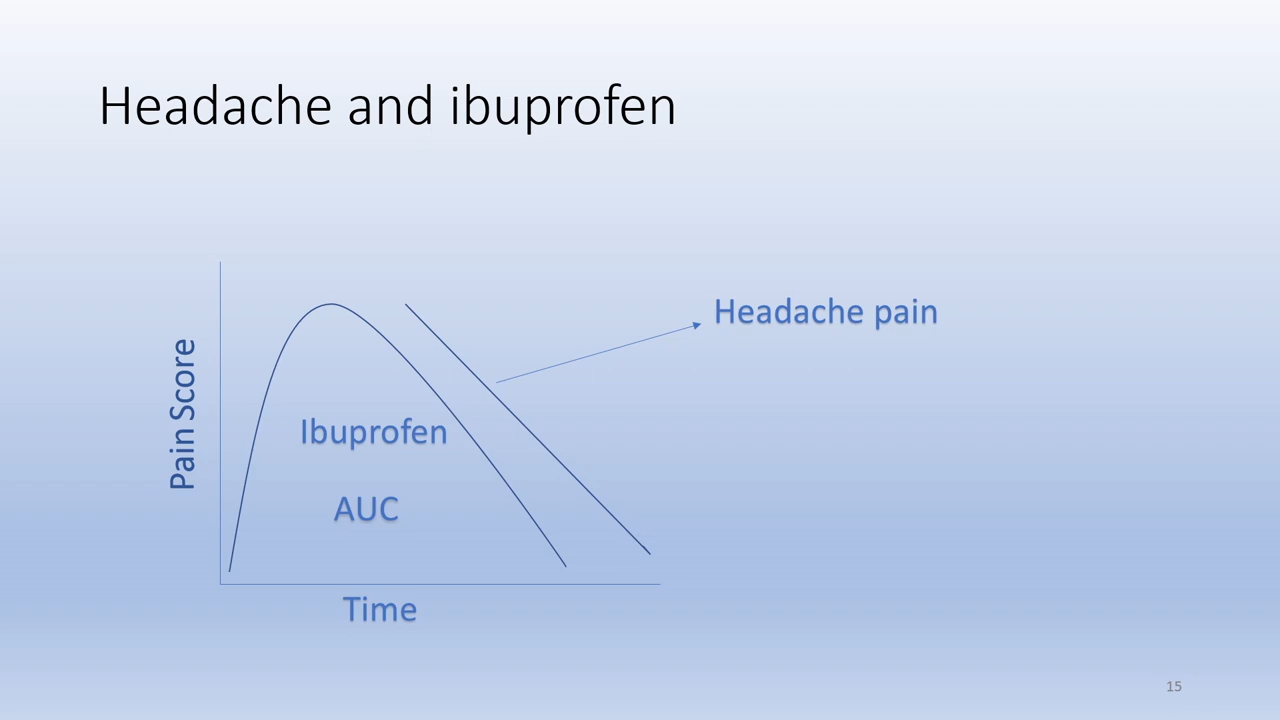 Headache and ibuprofen
Headache pain
Pain Score
Ibuprofen
AUC
Time
15